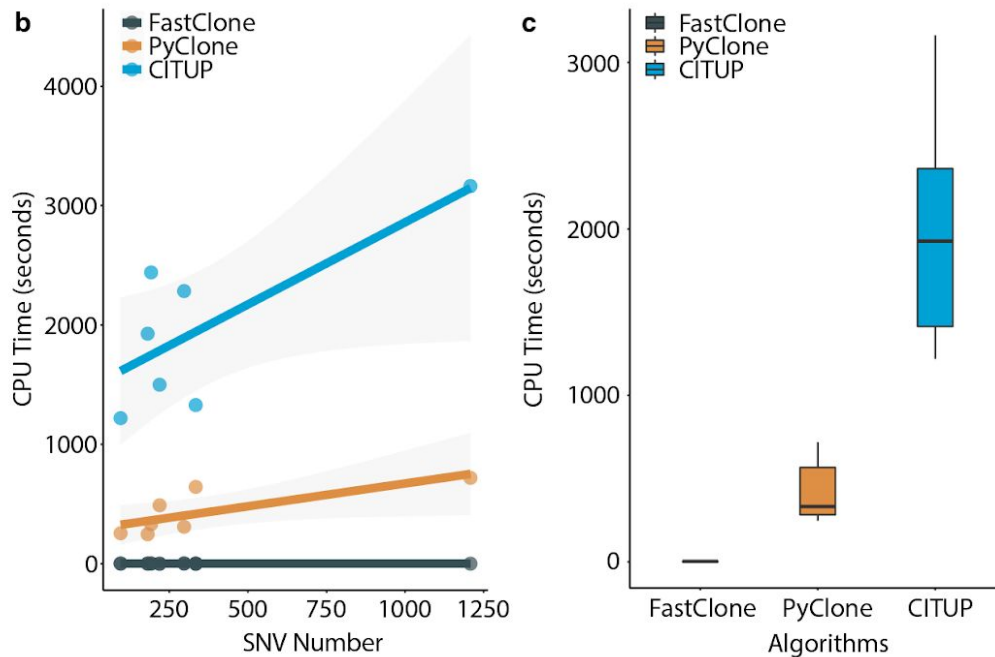 b
FastClone
PyClone
CITUP
4000
3000
2000
1000
0
CPU Time (seconds)
250
500
750
1000
1250
SNV Number
c
FastClone
PyClone
CITUP
3000
2000
1000
0
CPU Time (seconds)
FastClone
PyClone
CITUP
Algorithms